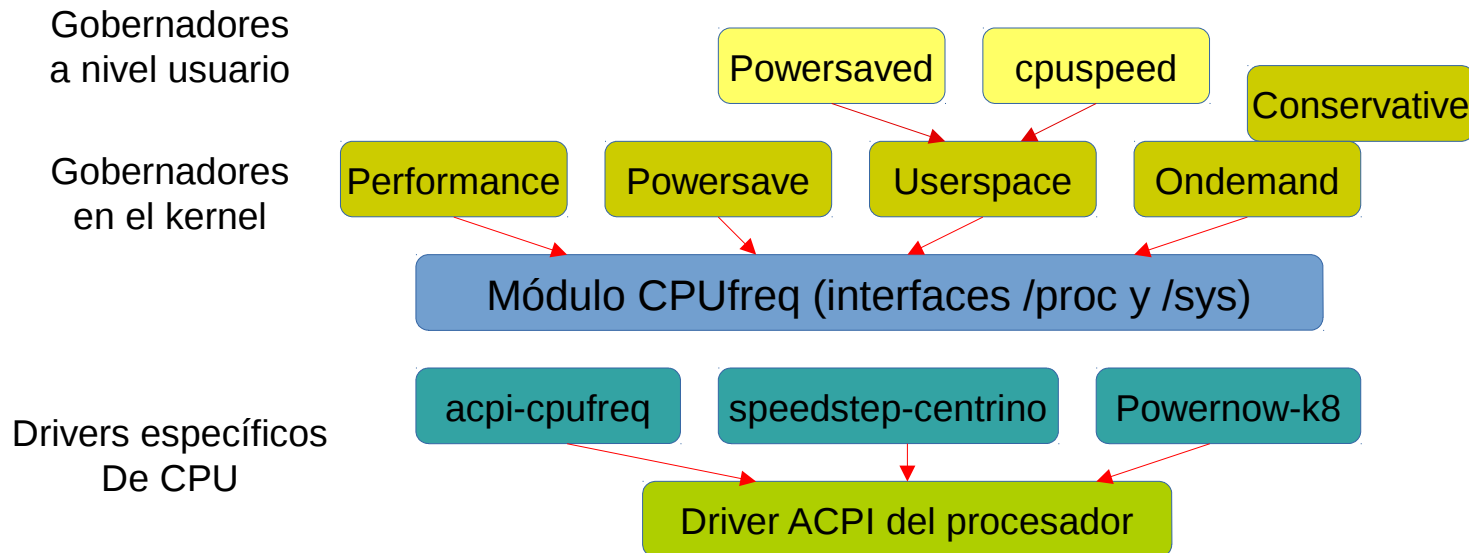 Gobernadores
a nivel usuario
Powersaved
cpuspeed
Conservative
Gobernadores
en el kernel
Performance
Powersave
Userspace
Ondemand
Módulo CPUfreq (interfaces /proc y /sys)
Drivers específicos
De CPU
acpi-cpufreq
speedstep-centrino
Powernow-k8
Driver ACPI del procesador